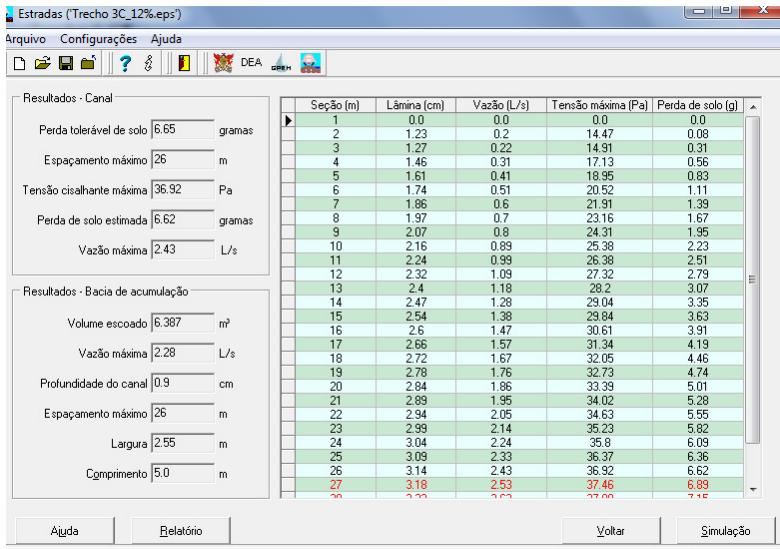 Estradas ('Trecho 3C_12%.eps')
Arquivo Configurações Ajuda
DEA
Resultados - Canal
Perda tolerável de solo 6.65 gramas
Espaçamento máximo 26 m
Tensão cisalhante máxima 36.92 Pa
Perda de solo estimada 6.62 gramas
Vazão máxima 2.43 L/s
Resultados - Bacia de acumulação
Volume escoado 6.387 m³
Vazão máxima 2.28 L/s
Profundidade do canal 0.9 cm
Espaçamento máximo 26 m
Largura 2.55 m
Comprimento 5.0 m
Seção (m) Lâmina (cm) Vazão (L/s) Tensão máxima (Pa) Perda de solo (g)
1 0.0 0.0 0.0 0.0
2 1.23 0.2 14.47 0.08
3 1.27 0.22 14.91 0.31
4 1.46 0.31 17.13 0.56
5 1.61 0.41 18.95 0.83
6 1.74 0.51 20.52 1.11
7 1.86 0.6 21.91 1.39
8 1.97 0.7 23.16 1.67
9 2.07 0.8 24.31 1.95
10 2.16 0.89 25.38 2.23
11 2.24 0.99 26.38 2.51
12 2.32 1.09 27.32 2.79
13 2.4 1.18 28.2 3.07
14 2.47 1.28 29.04 3.35
15 2.54 1.38 29.84 3.63
16 2.6 1.47 30.61 3.91
17 2.66 1.57 31.34 4.19
18 2.72 1.67 32.05 4.46
19 2.78 1.76 32.73 4.74
20 2.84 1.86 33.39 5.01
21 2.89 1.95 34.02 5.28
22 2.94 2.05 34.63 5.55
23 2.99 2.14 35.23 5.82
24 3.04 2.24 35.8 6.09
25 3.09 2.33 36.37 6.36
26 3.14 2.43 36.92 6.62
27 3.18 2.53 37.46 6.89
Ajuda Relatório Voltar Simulação